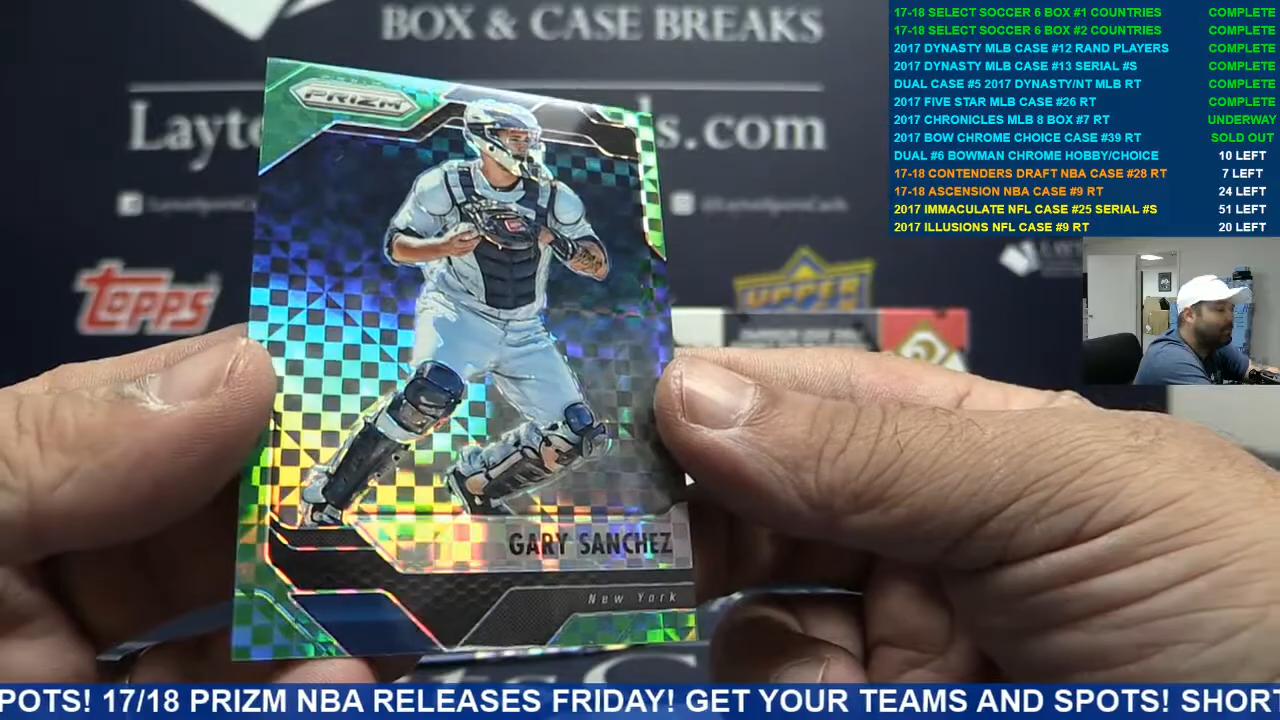 BOX & CASE BREAKS
Layto
s.com
PRIZM
topps
UPPER
GARY SANCHEZ
New York
17-18 SELECT SOCCER 6 BOX #1 COUNTRIES COMPLETE
17-18 SELECT SOCCER 6 BOX #2 COUNTRIES COMPLETE
2017 DYNASTY MLB CASE #12 RAND PLAYERS COMPLETE
2017 DYNASTY MLB CASE #13 SERIAL #S COMPLETE
DUAL CASE #5 2017 DYNASTY/NT MLB RT COMPLETE
2017 FIVE STAR MLB CASE #26 RT COMPLETE
2017 CHRONICLES MLB 8 BOX #7 RT UNDERWAY
2017 BOW CHROME CHOICE CASE #39 RT SOLD OUT
DUAL #6 BOWMAN CHROME HOBBY/CHOICE 10 LEFT
17-18 CONTENDERS DRAFT NBA CASE #28 RT 7 LEFT
17-18 ASCENSION NBA CASE #9 RT 24 LEFT
2017 IMMACULATE NFL CASE #25 SERIAL #S 51 LEFT
2017 ILLUSIONS NFL CASE #9 RT 20 LEFT
POTS! 17/18 PRIZM NBA RELEASES FRIDAY! GET YOUR TEAMS AND SPOTS! SHORT